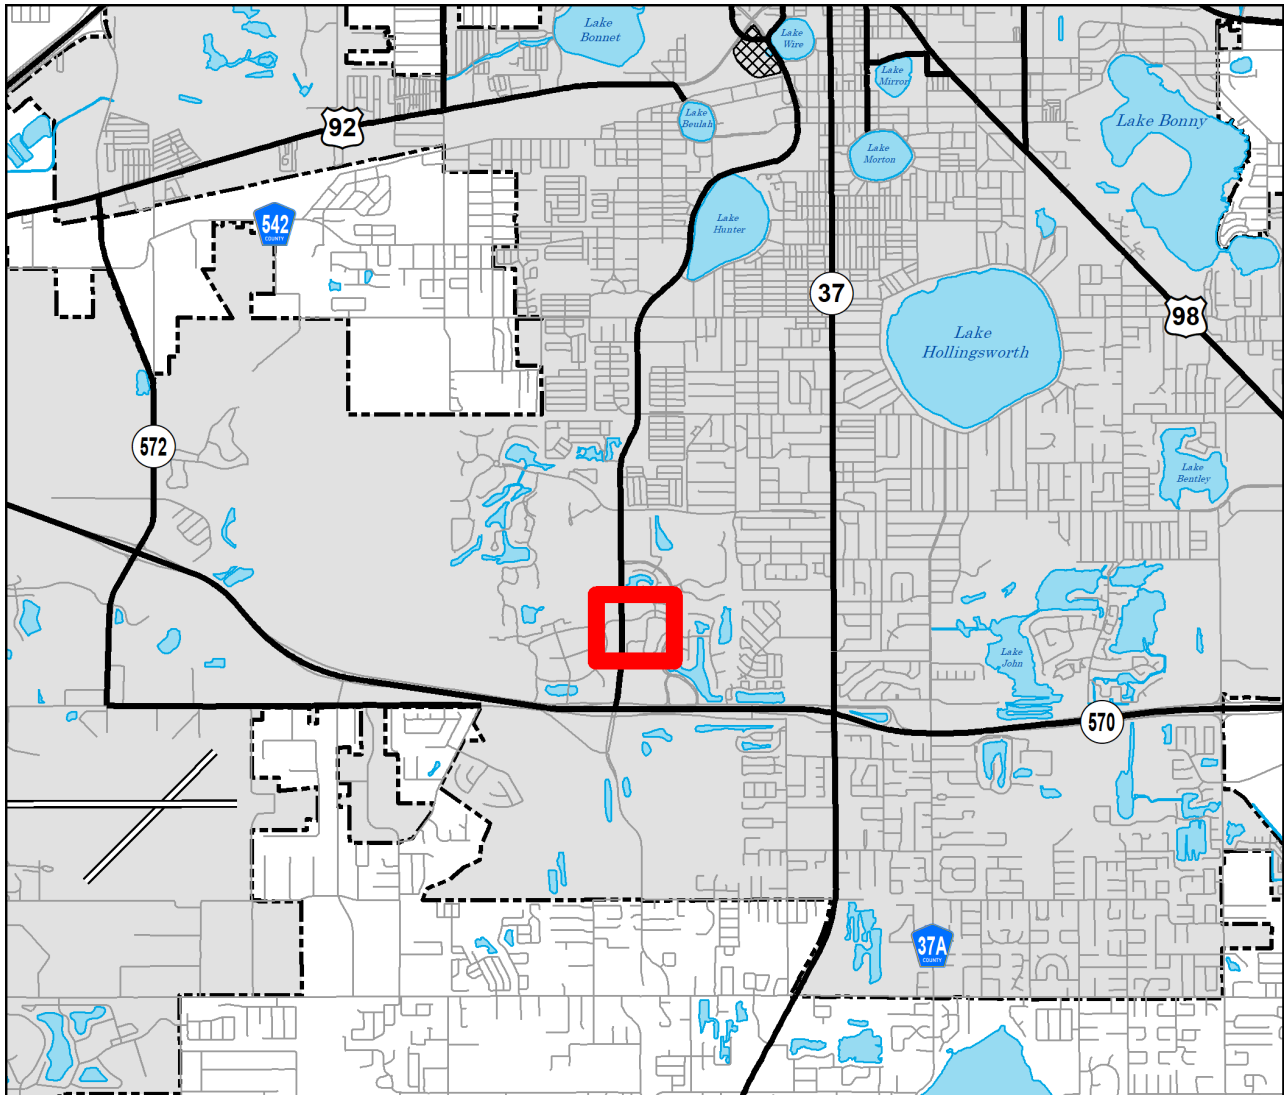 Lake
Bonnet
Lake
Wire
Lake
Mirror
Lake
Beulah
92
Lake Bonny
Lake
Morton
542
COUNTY
Lake
Hunter
37
98
Lake
Hollingsworth
572
Lake
Bentley
Lake
John
570
37A
COUNTY